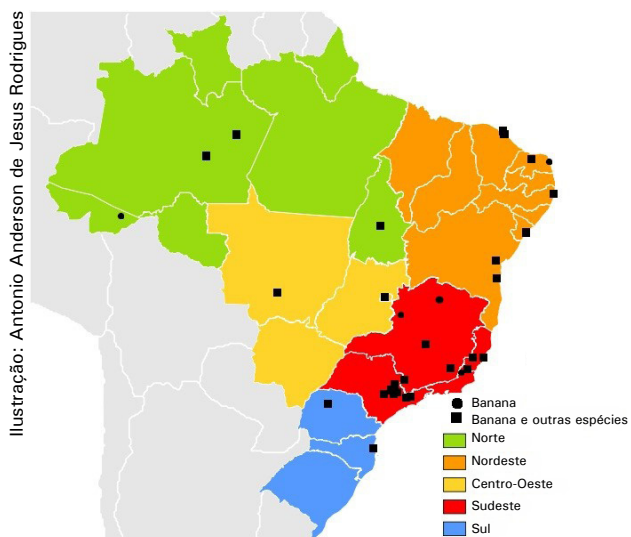 Ilustração: Antonio Anderson de Jesus Rodrigues
Banana
Banana e outras espécies
Norte
Nordeste
Centro-Oeste
Sudeste
Sul